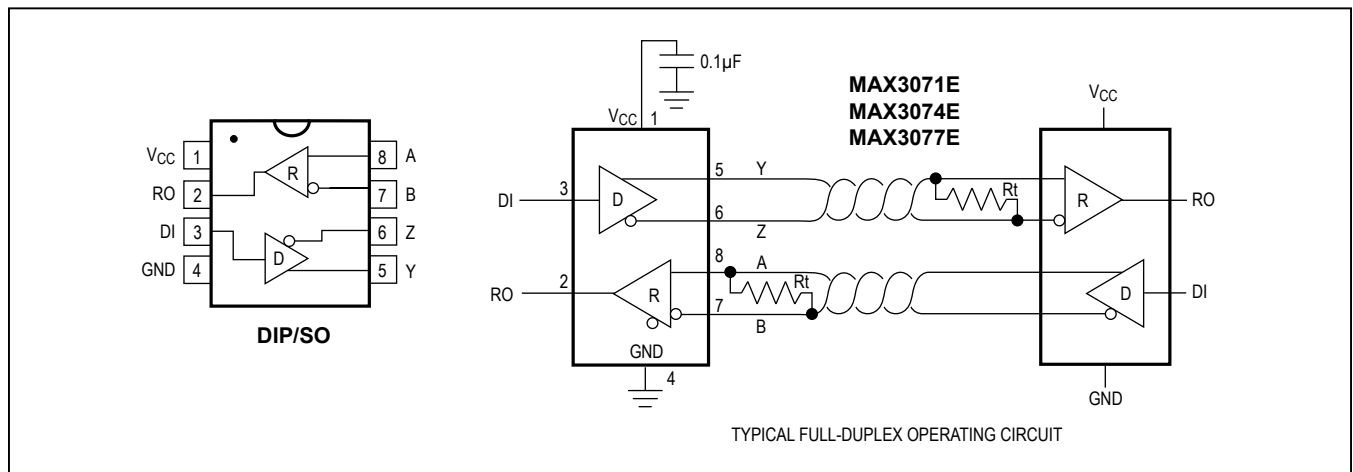 VCC 1
RO 2
DI 3
GND 4
R
D
8 A
7 B
6 Z
5 Y
DIP/SO
0.1µF
VCC 1
DI 3
D
5 Y
6 Z
RO 2
R
8 A
7 B
GND
4
Rt
Rt
MAX3071E
MAX3074E
MAX3077E
VCC
R
RO
D
DI
GND
TYPICAL FULL-DUPLEX OPERATING CIRCUIT